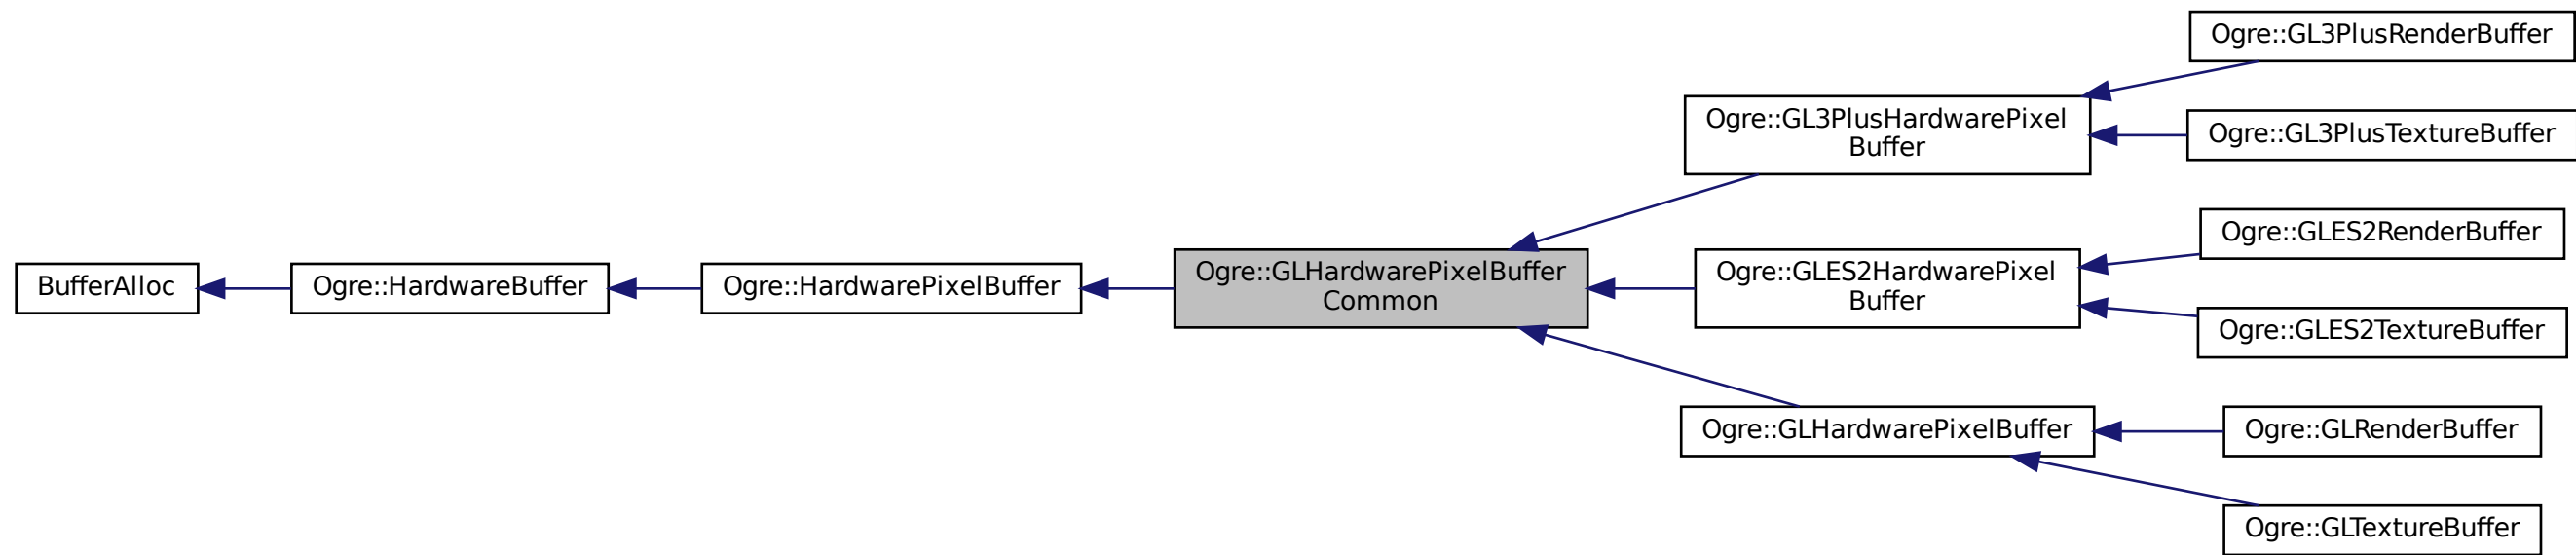 BufferAlloc
Ogre::HardwareBuffer
Ogre::HardwarePixelBuffer
Ogre::GLHardwarePixelBuffer
Common
Ogre::GL3PlusHardwarePixel
Buffer
Ogre::GL3PlusRenderBuffer
Ogre::GL3PlusTextureBuffer
Ogre::GLES2HardwarePixel
Buffer
Ogre::GLES2RenderBuffer
Ogre::GLES2TextureBuffer
Ogre::GLHardwarePixelBuffer
Ogre::GLRenderBuffer
Ogre::GLTextureBuffer